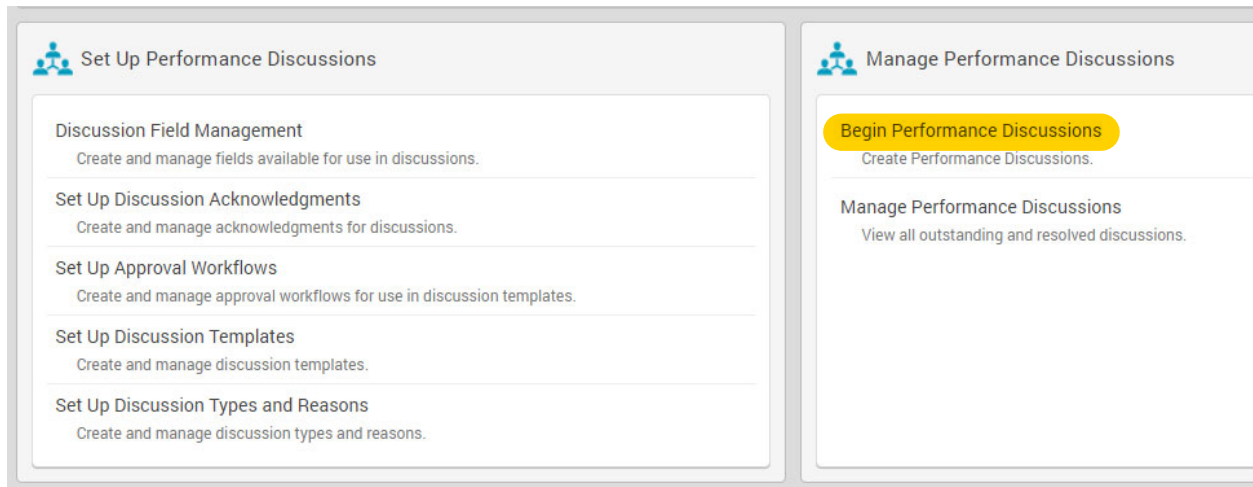 Set Up Performance Discussions
Discussion Field Management
Create and manage fields available for use in discussions.
Set Up Discussion Acknowledgments
Create and manage acknowledgments for discussions.
Set Up Approval Workflows
Create and manage approval workflows for use in discussion templates.
Set Up Discussion Templates
Create and manage discussion templates.
Set Up Discussion Types and Reasons
Create and manage discussion types and reasons.
Manage Performance Discussions
Begin Performance Discussions
Create Performance Discussions.
Manage Performance Discussions
View all outstanding and resolved discussions.